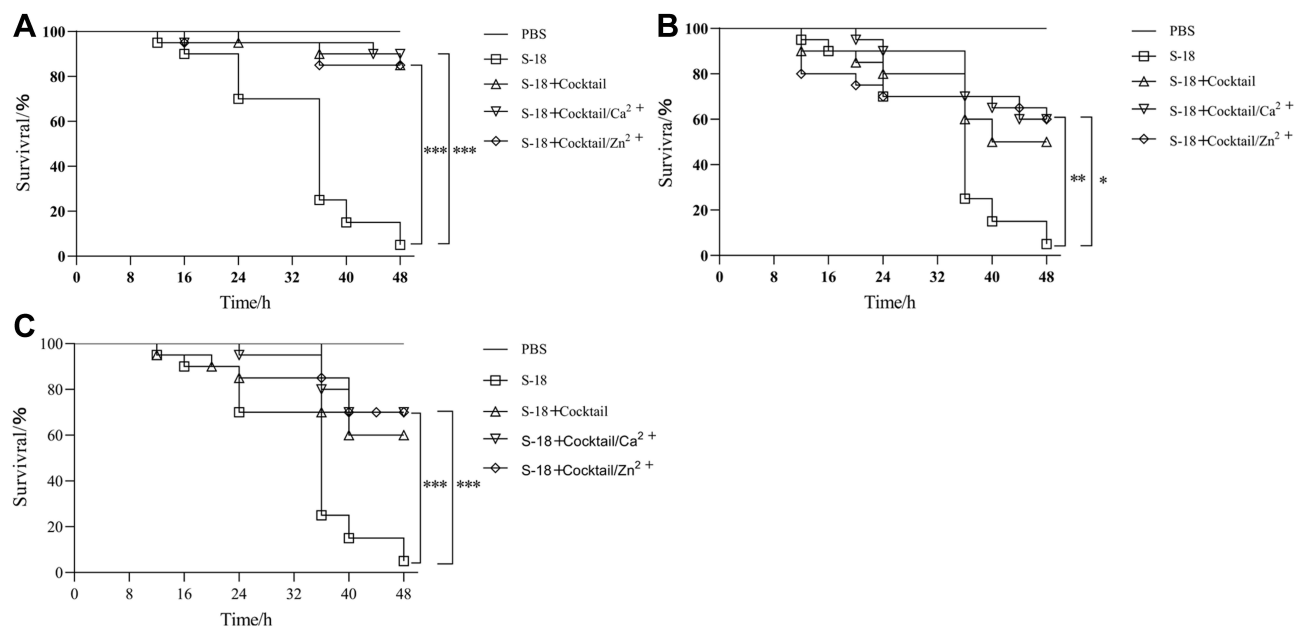 A
Survivral/%
100
80
60
40
20
0
0 8 16 24 32 40 48
Time/h
PBS
S-18
S-18+Cocktail
S-18+Cocktail/Ca2 +
S-18+Cocktail/Zn2 +
*** ***
B
Survivra/%
100
80
60
40
20
0
0 8 16 24 32 40 48
Time/h
PBS
S-18
S-18+Cocktail
S-18+Cocktail/Ca2 +
S-18+Cocktail/Zn2 +
** *
C
Survivral/%
100
80
60
40
20
0
0 8 16 24 32 40 48
Time/h
PBS
S-18
S-18+Cocktail
S-18+Cocktail/Ca2 +
S-18+Cocktail/Zn2 +
*** ***